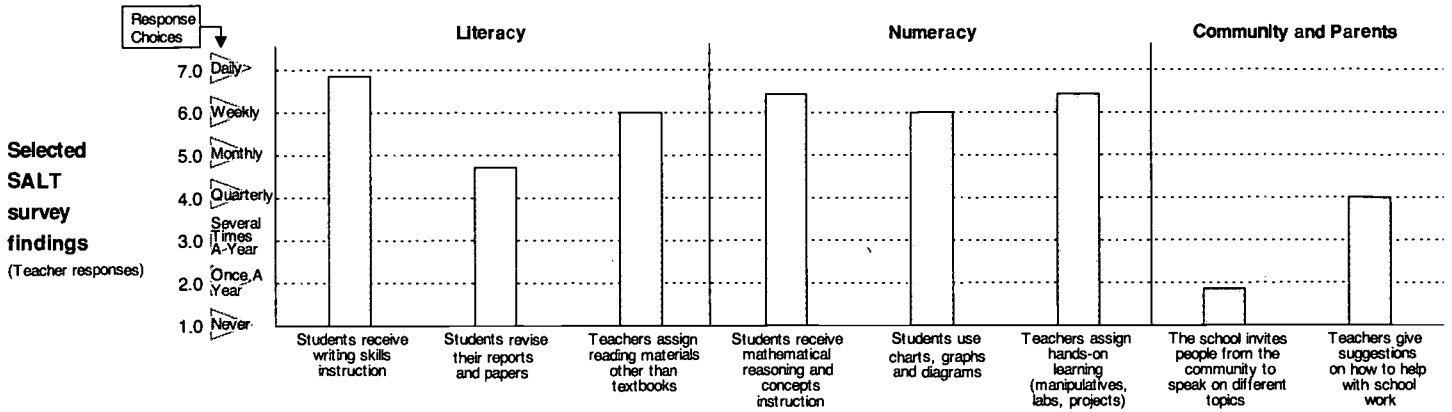 Response
Choices
Literacy
Numeracy
Community and Parents
Selected
SALT
survey
findings
(Teacher responses)
7.0 Daily
6.0 Weekly
5.0 Monthly
4.0 Quarterly
3.0 Several
Times
A-Year
2.0 Once A
Year
1.0 Never
Students receive
writing skills
instruction
Students revise
their reports
and papers
Teachers assign
reading materials
other than
textbooks
Students receive
mathematical
reasoning and
concepts
instruction
Students use
charts, graphs
and diagrams
Teachers assign
hands-on
learning
(manipulatives,
labs, projects)
The school invites
people from the
community to
speak on different
topics
Teachers give
suggestions
on how to help
with school
work